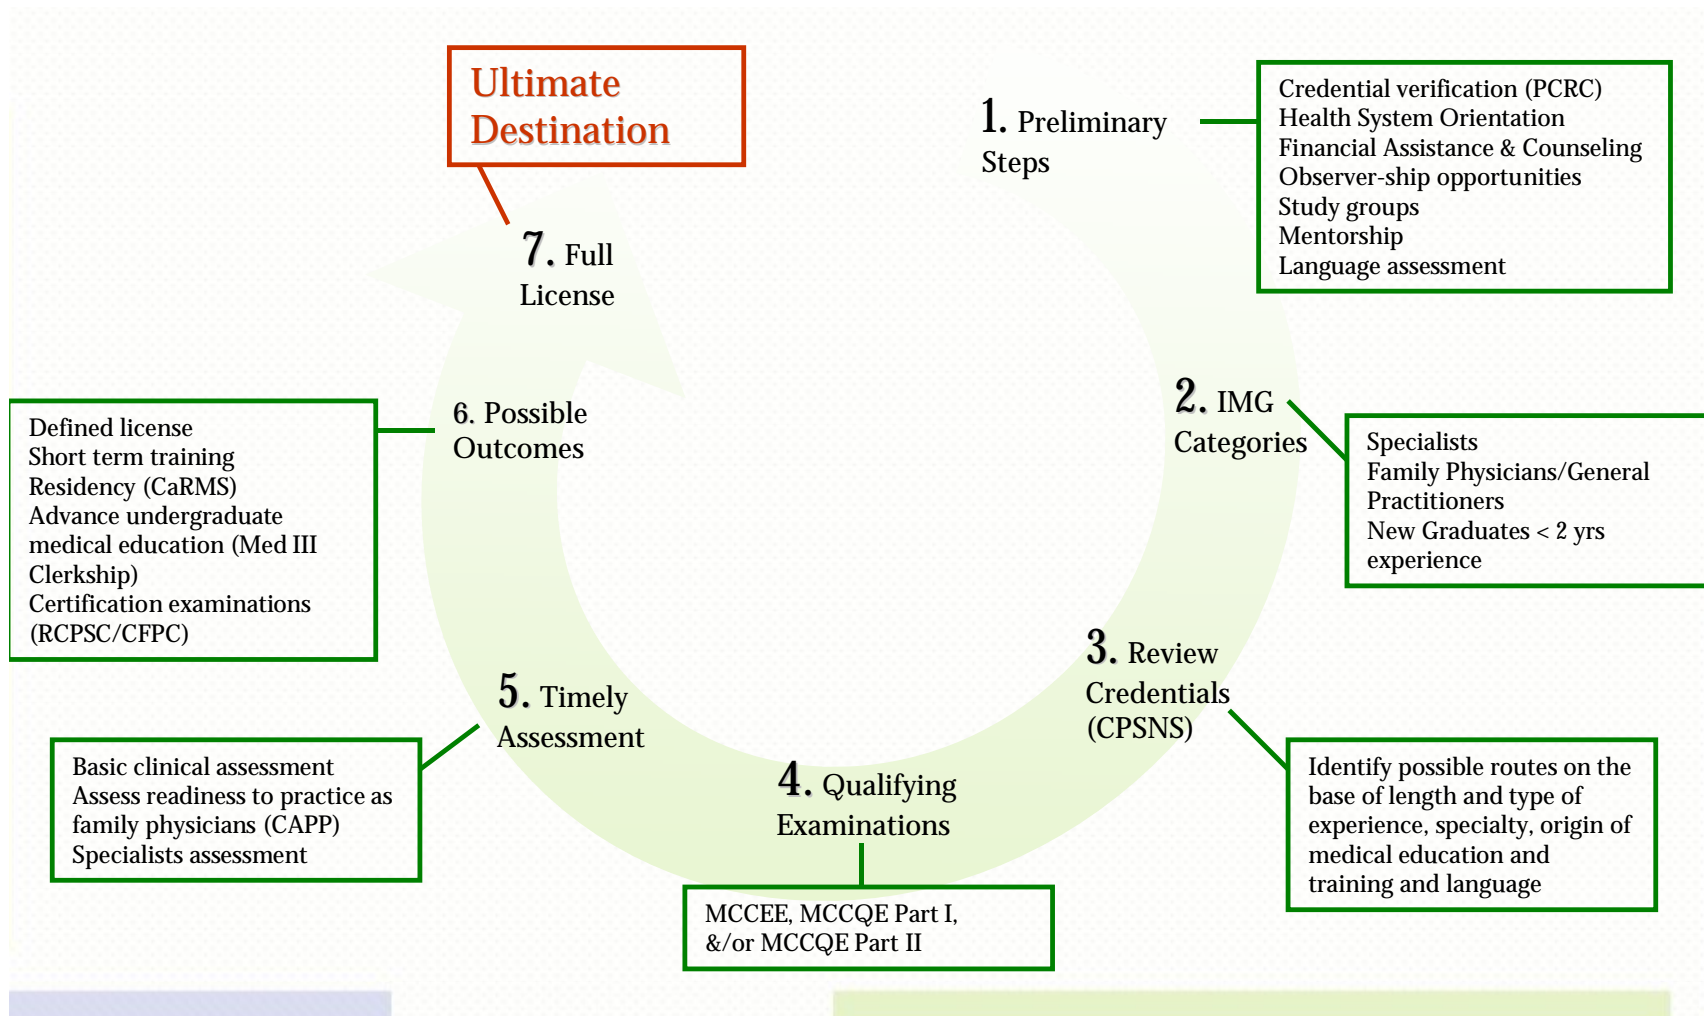 Ultimate
Destination
1. Preliminary
Steps
Credential verification (PCRC)
Health System Orientation
Financial Assistance & Counseling
Observer-ship opportunities
Study groups
Mentorship
Language assessment
2. IMG
Categories
Specialists
Family Physicians/General
Practitioners
New Graduates < 2 yrs
experience
3. Review
Credentials
(CPSNS)
Identify possible routes on the
base of length and type of
experience, specialty, origin of
medical education and
training and language
4. Qualifying
Examinations
MCCEE, MCCQE Part I,
&/or MCCQE Part II
5. Timely
Assessment
Basic clinical assessment
Assess readiness to practice as
family physicians (CAPP)
Specialists assessment
6. Possible
Outcomes
Defined license
Short term training
Residency (CaRMS)
Advance undergraduate
medical education (Med III
Clerkship)
Certification examinations
(RCPSC/CFPC)
7. Full
License